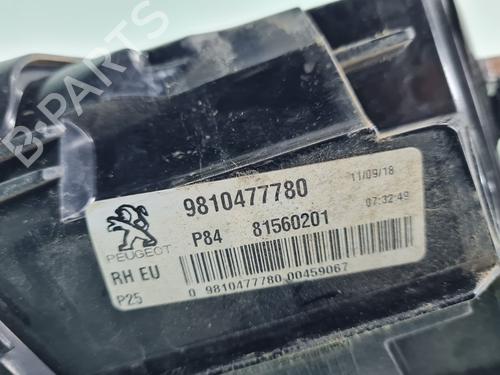 B-PARTS
9810477780
11/09/18
PEUGEOT
P84 81560201
07:32:49
RH EU
P25
0 9810477780 00459067